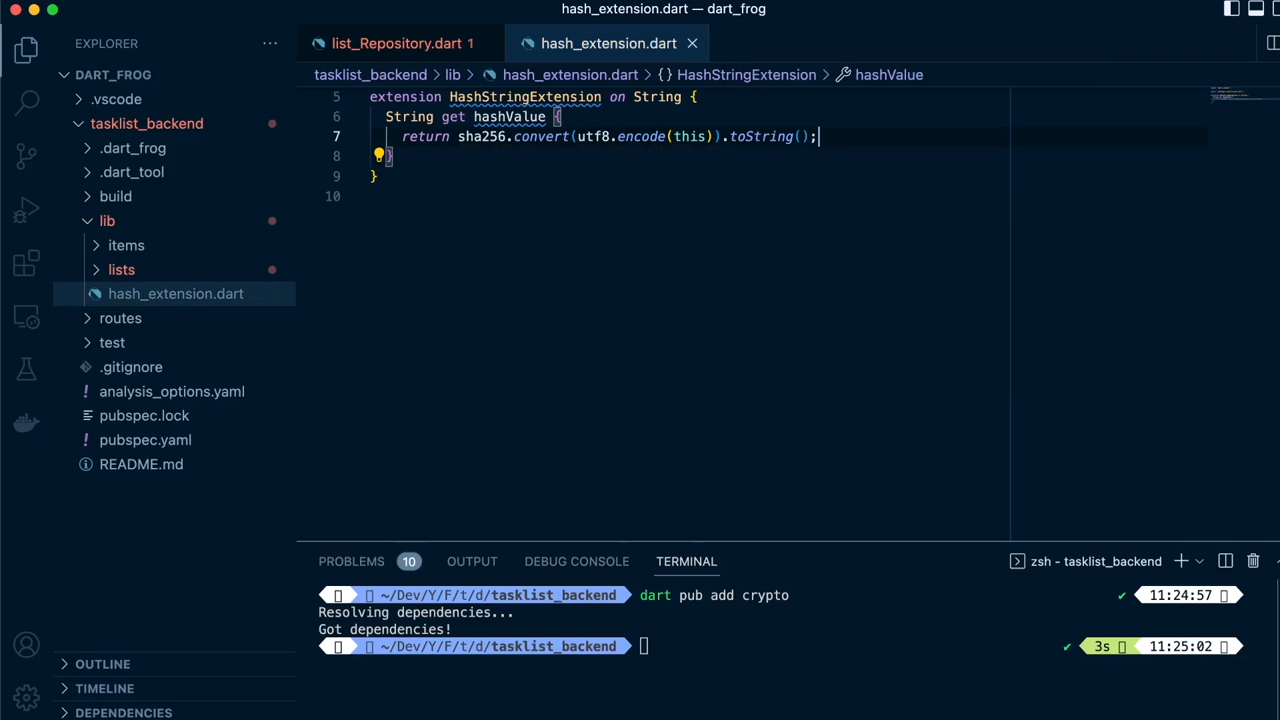 hash_extension.dart — dart_frog
EXPLORER
list_Repository.dart 1
hash_extension.dart
DART_FROG
tasklist_backend > lib > hash_extension.dart > {} HashStringExtension > hashValue
.vscode
tasklist_backend
.dart_frog
.dart_tool
build
lib
items
lists
hash_extension.dart
routes
test
.gitignore
! analysis_options.yaml
pubspec.lock
! pubspec.yaml
README.md
OUTLINE
TIMELINE
DEPENDENCIES
5 extension HashStringExtension on String {
6 String get hashValue {
7 return sha256.convert(utf8.encode(this)).toString();
8 }
9 }
10
PROBLEMS 10 OUTPUT DEBUG CONSOLE TERMINAL
zsh - tasklist_backend
~/Dev/Y/F/t/d/tasklist_backend dart pub add crypto ✔ 11:24:57
Resolving dependencies...
Got dependencies!
~/Dev/Y/F/t/d/tasklist_backend ✔ 3s 11:25:02